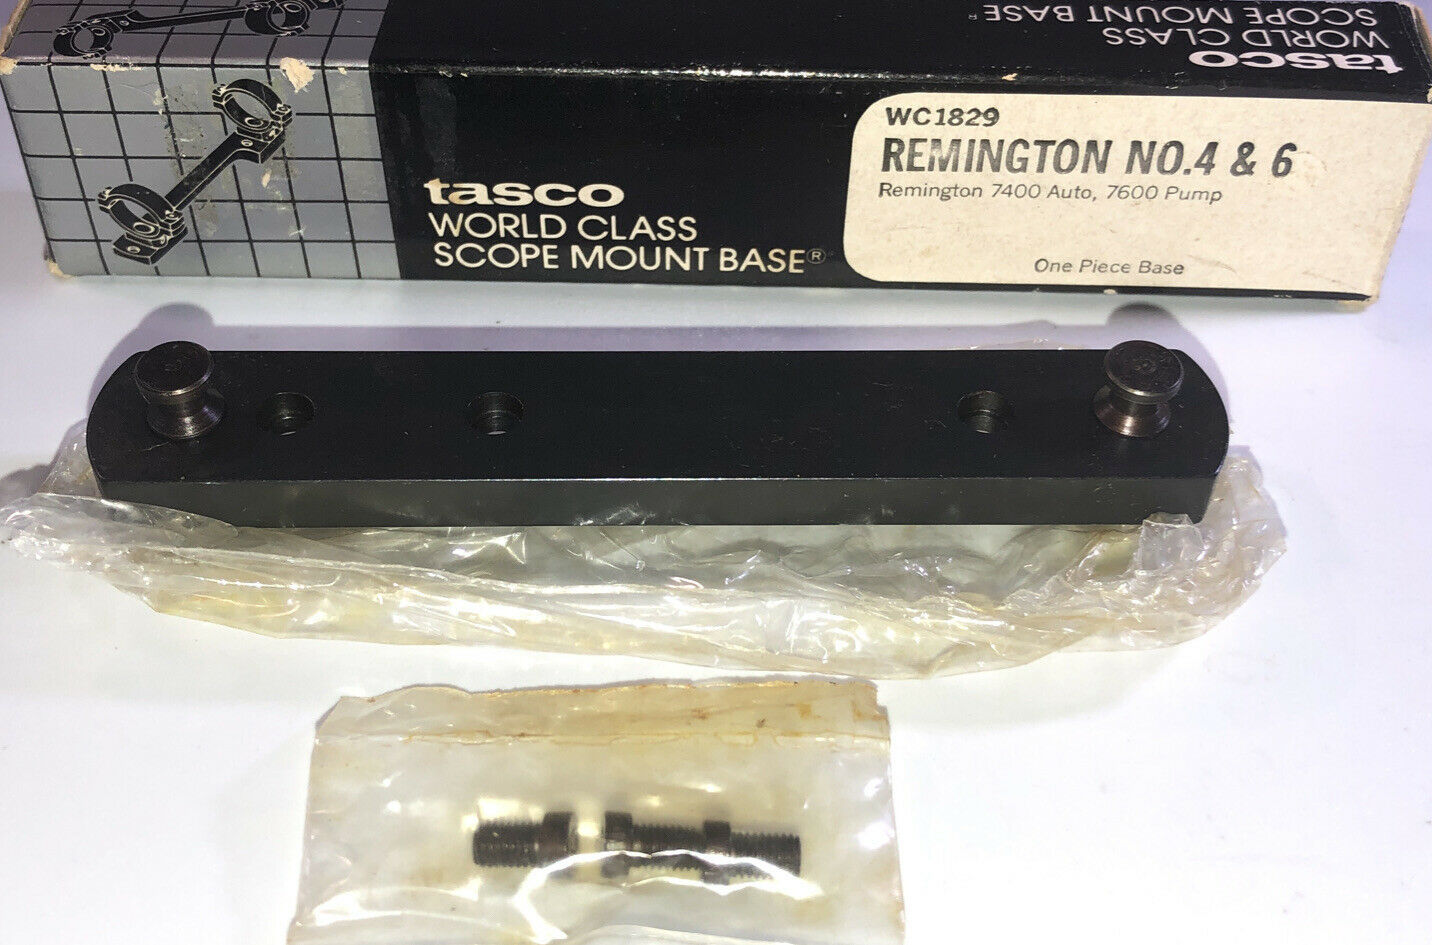 tasco
WORLD CLASS
SCOPE MOUNT BASE®
WC1829
REMINGTON NO.4 & 6
Remington 7400 Auto, 7600 Pump
One Piece Base
tasco
WORLD CLASS
SCOPE MOUNT BASE®